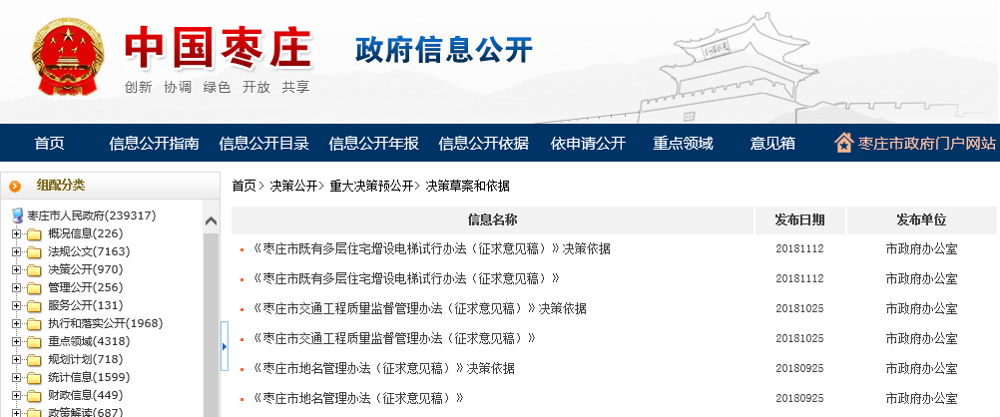 中国枣庄
政府信息公开
创新 协调 绿色 开放 共享
首页 信息公开指南 信息公开目录 信息公开年报 信息公开依据 依申请公开 重点领域 意见箱 枣庄市政府门户网站
组配分类
枣庄市人民政府(239317)
概况信息(226)
法规公文(7163)
决策公开(970)
管理公开(256)
服务公开(131)
执行和落实公开(1968)
重点领域(4318)
规划计划(718)
统计信息(1599)
财政信息(449)
政策解读(687)
首页> 决策公开> 重大决策预公开> 决策草案和依据
信息名称 发布日期 发布单位
《枣庄市既有多层住宅增设电梯试行办法（征求意见稿）》决策依据 20181112 市政府办公室
《枣庄市既有多层住宅增设电梯试行办法（征求意见稿）》 20181112 市政府办公室
《枣庄市交通工程质量监督管理办法（征求意见稿）》决策依据 20181025 市政府办公室
《枣庄市交通工程质量监督管理办法（征求意见稿）》 20181025 市政府办公室
《枣庄市地名管理办法（征求意见稿）》决策依据 20180925 市政府办公室
《枣庄市地名管理办法（征求意见稿）》 20180925 市政府办公室